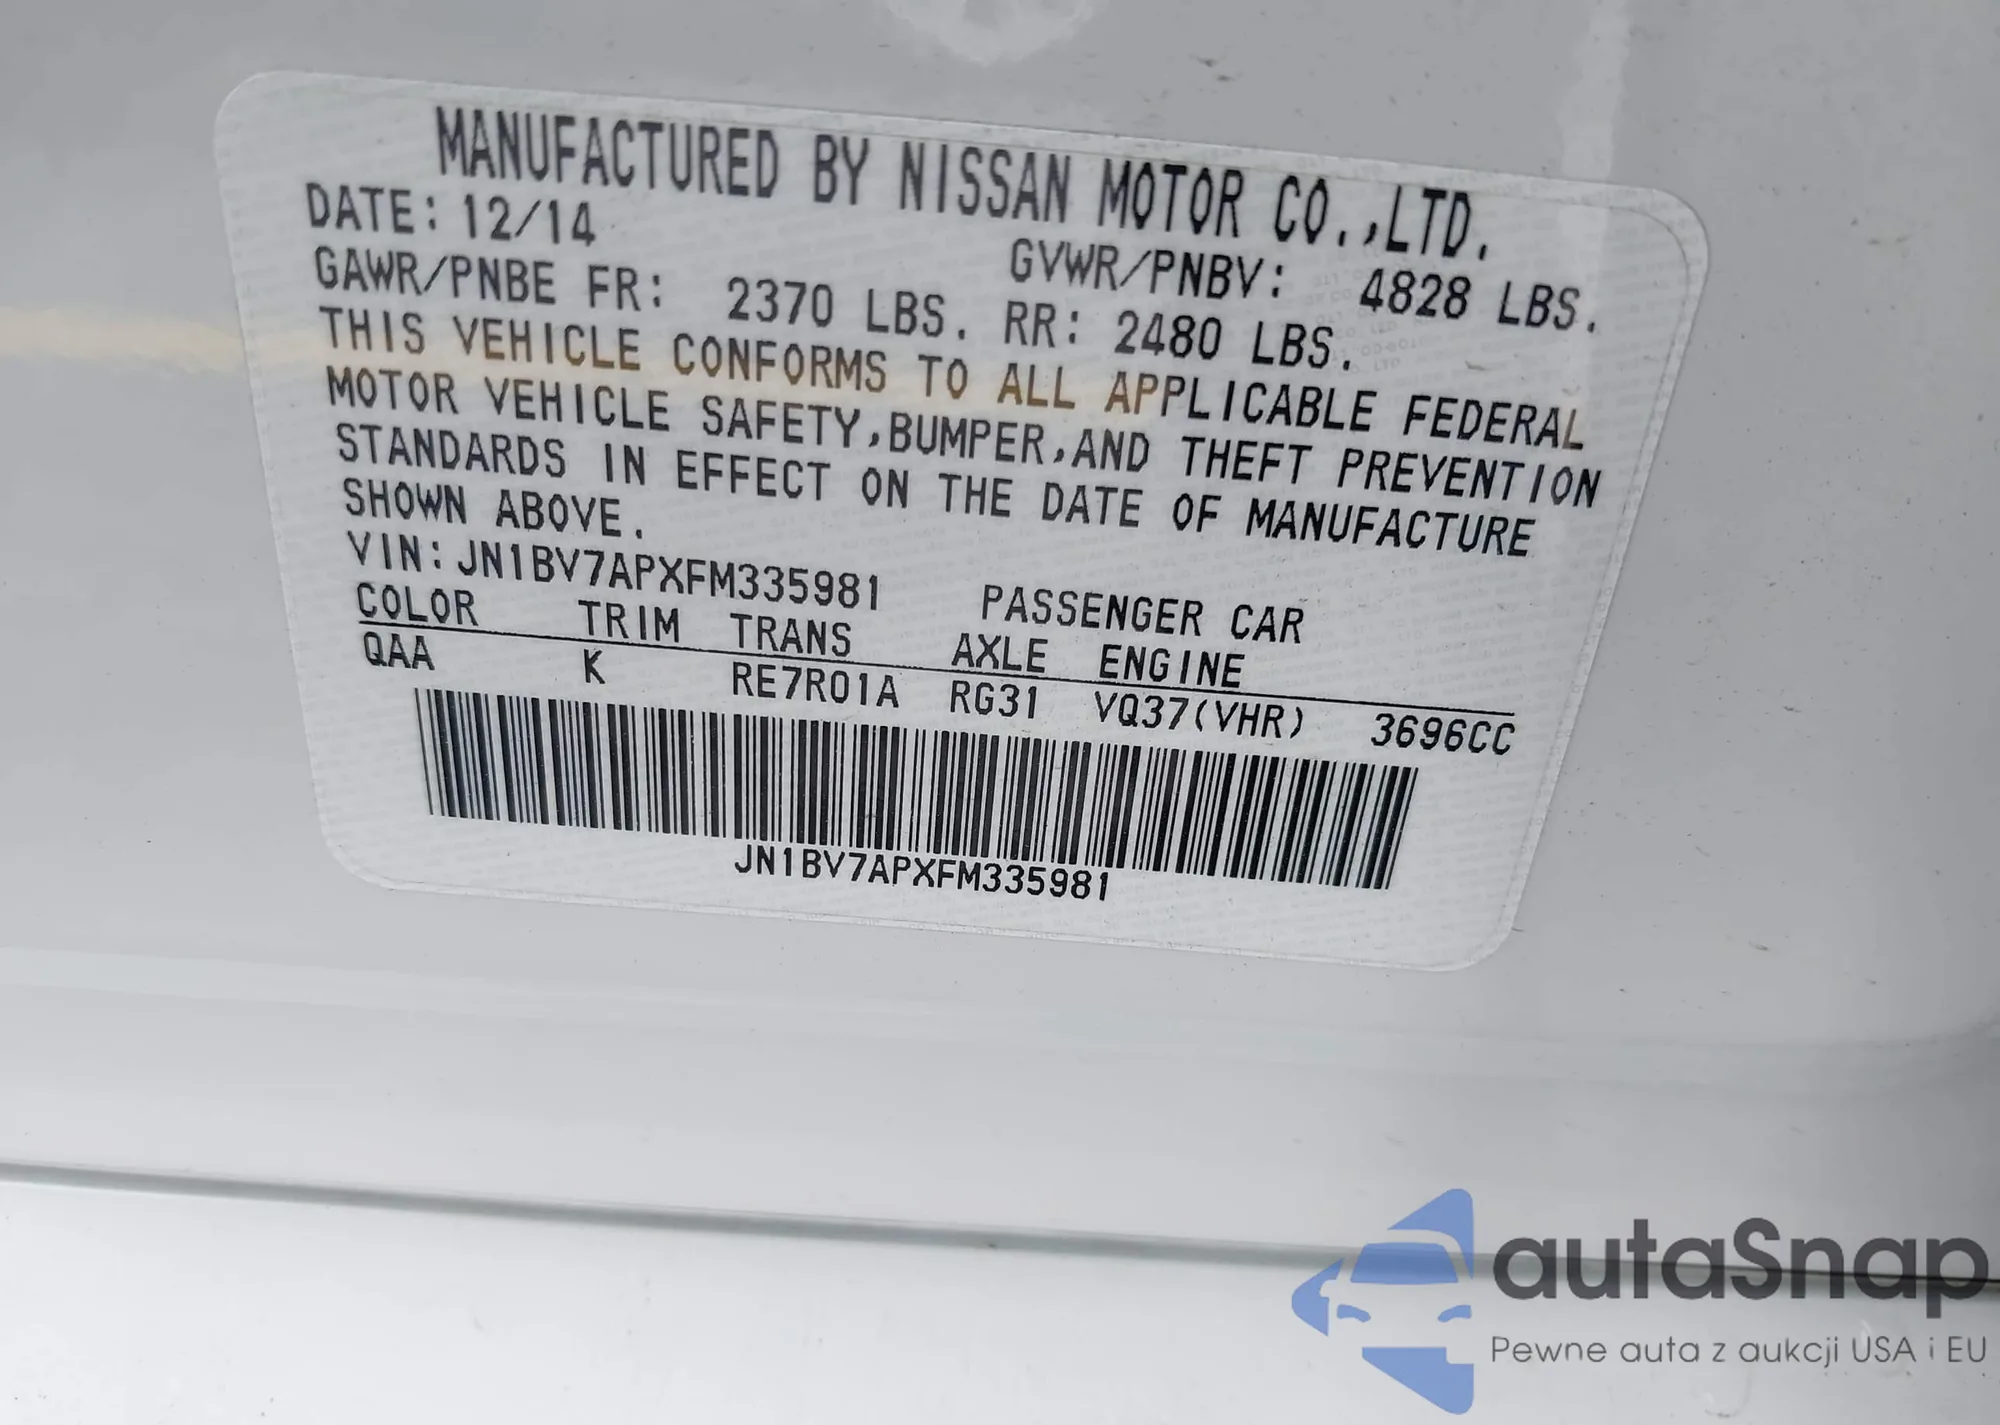 MANUFACTURED BY NISSAN MOTOR CO.,LTD.
DATE: 12/14 GVWR/PNBV: 4828 LBS.
GAWR/PNBE FR: 2370 LBS. RR: 2480 LBS.
THIS VEHICLE CONFORMS TO ALL APPLICABLE FEDERAL
MOTOR VEHICLE SAFETY,BUMPER,AND THEFT PREVENTION
STANDARDS IN EFFECT ON THE DATE OF MANUFACTURE
SHOWN ABOVE.
VIN:JN1BV7APXFM335981 PASSENGER CAR
COLOR TRIM TRANS AXLE ENGINE
QAA K RE7R01A RG31 VQ37(VHR) 3696CC
JN1BV7APXFM335981
autaSnap
Pewne auta z aukcji USA i EU